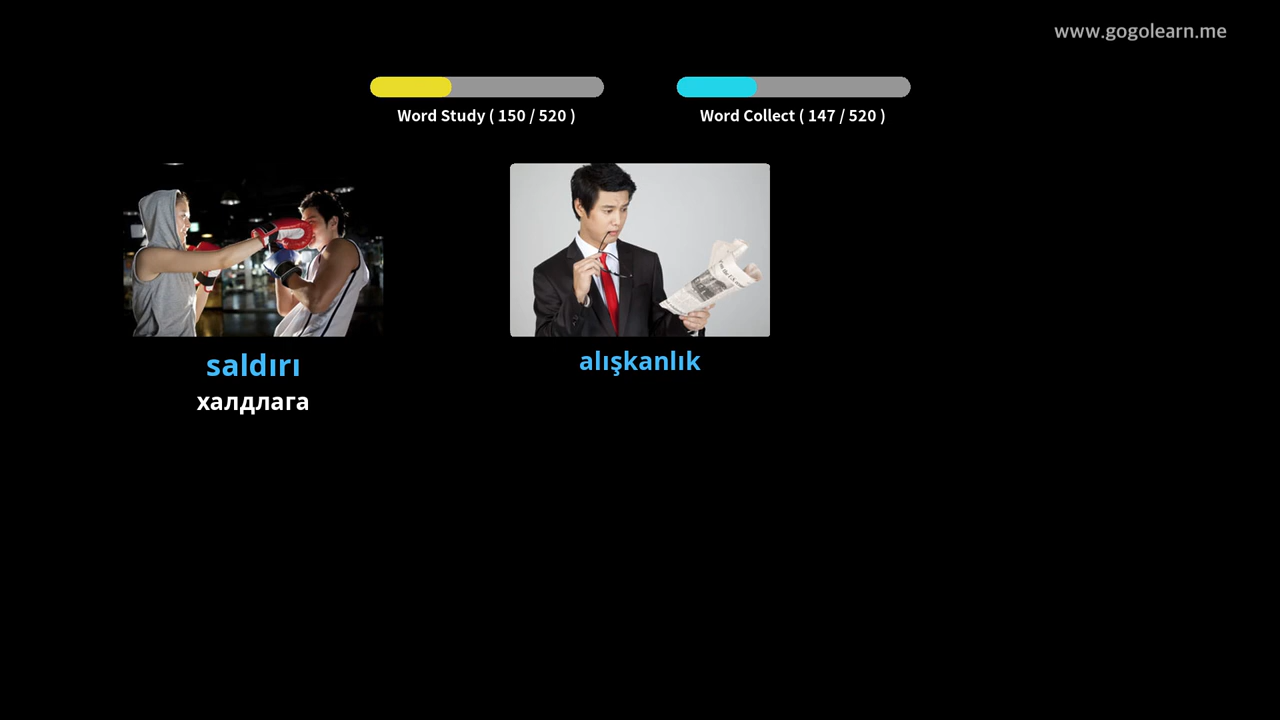 www.gogolearn.me
Word Study ( 150 / 520 )
Word Collect ( 147 / 520 )
saldırı
халдлага
alışkanlık